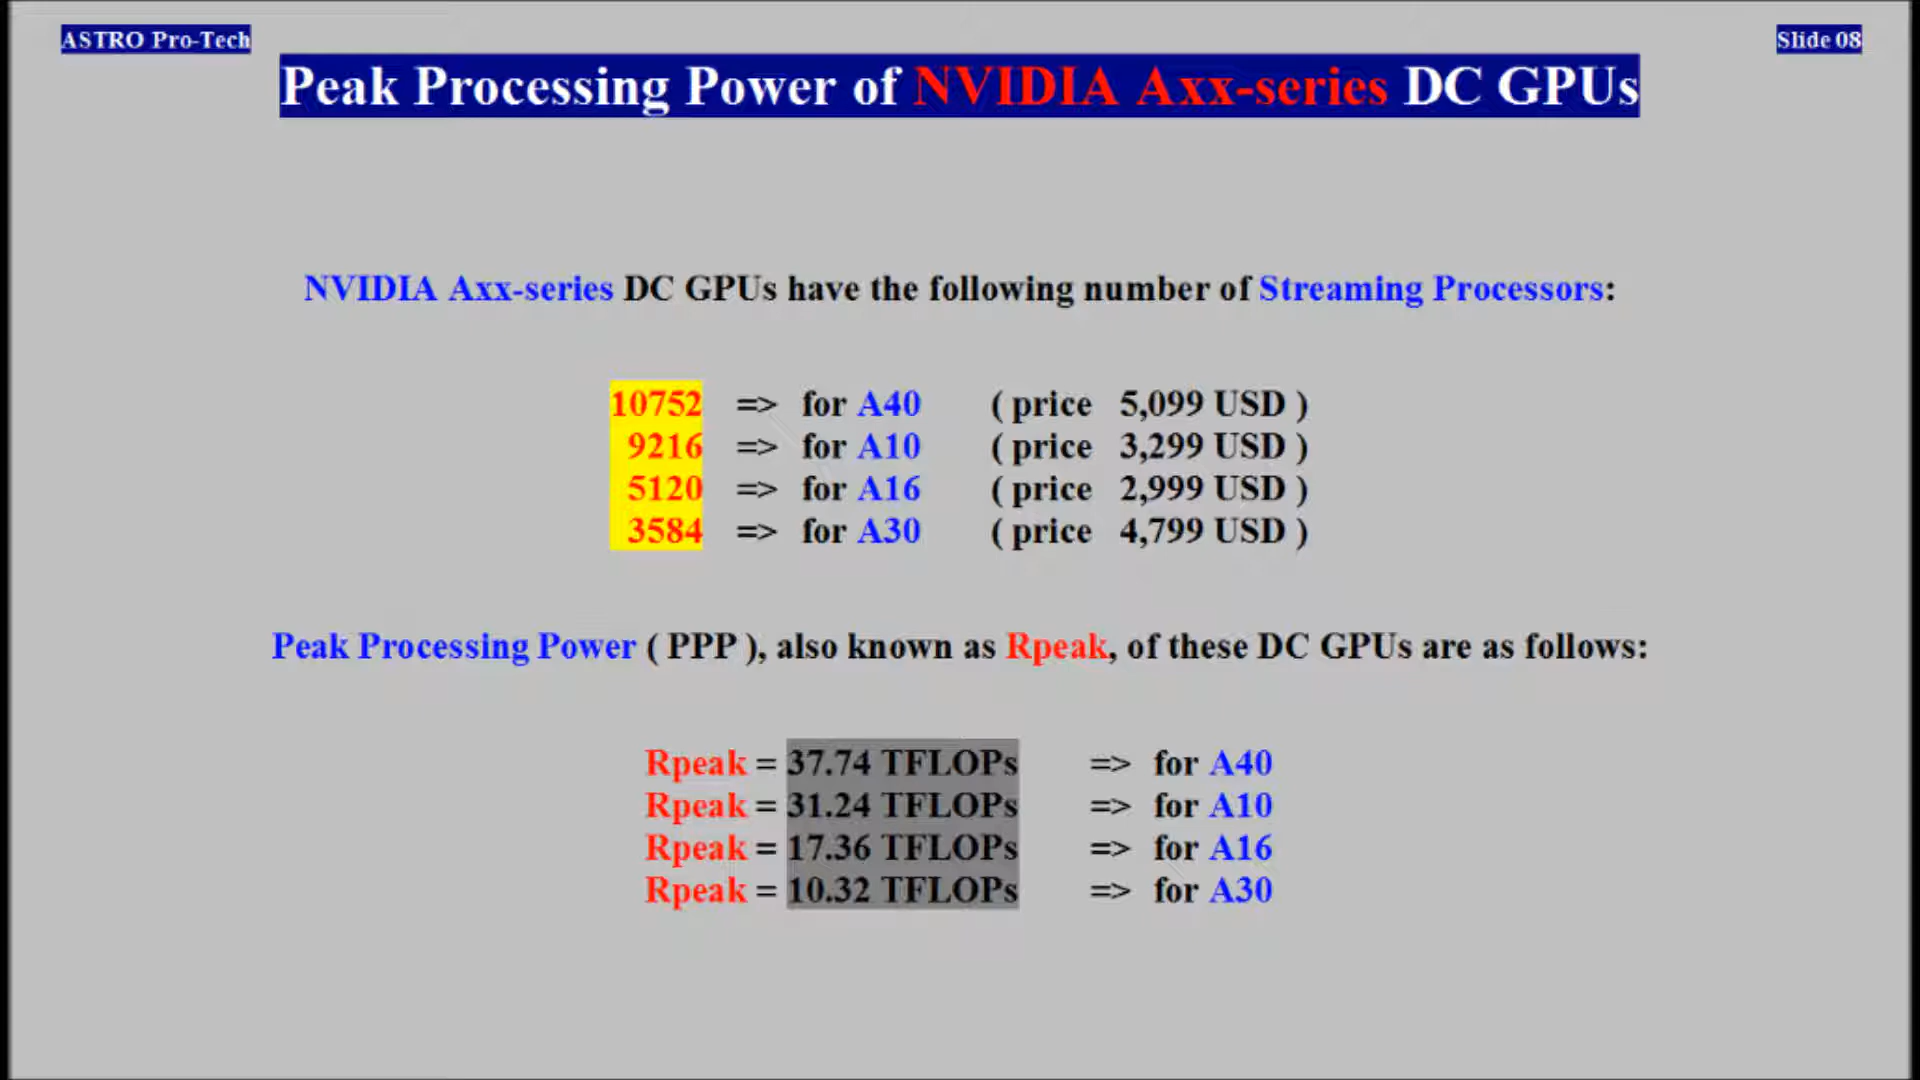 ASTRO Pro-Tech
Slide 08
Peak Processing Power of NVIDIA Axx-series DC GPUs
NVIDIA Axx-series DC GPUs have the following number of Streaming Processors:
10752 => for A40 ( price 5,099 USD )
9216 => for A10 ( price 3,299 USD )
5120 => for A16 ( price 2,999 USD )
3584 => for A30 ( price 4,799 USD )
Peak Processing Power ( PPP ), also known as Rpeak, of these DC GPUs are as follows:
Rpeak = 37.74 TFLOPs => for A40
Rpeak = 31.24 TFLOPs => for A10
Rpeak = 17.36 TFLOPs => for A16
Rpeak = 10.32 TFLOPs => for A30